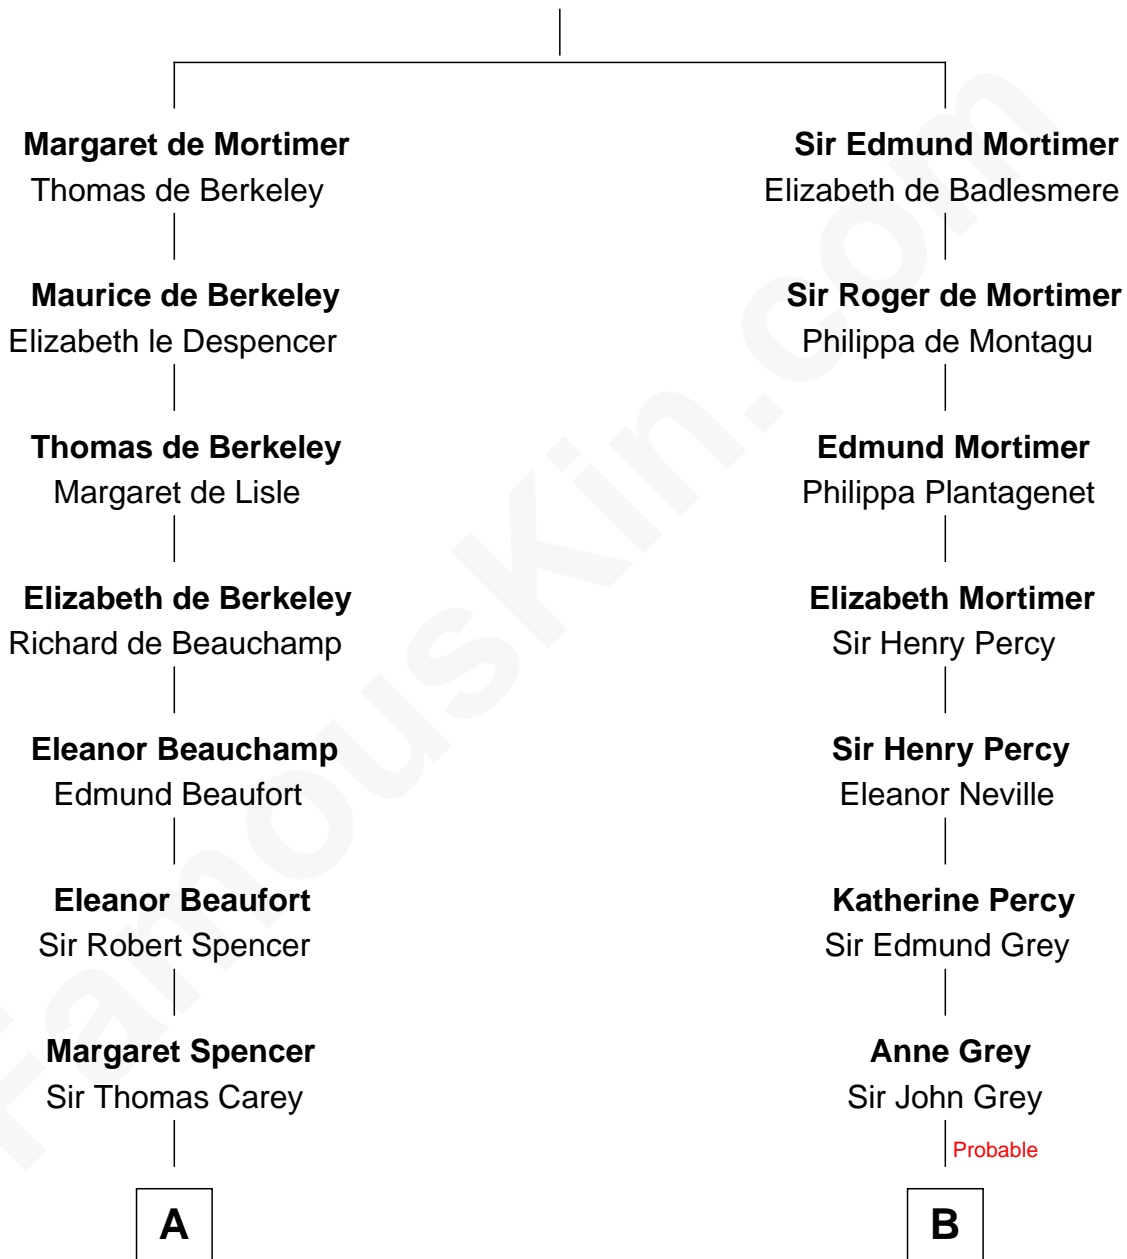 Margaret de Mortimer
Thomas de Berkeley
Maurice de Berkeley
Elizabeth le Despencer
Thomas de Berkeley
Margaret de Lisle
Elizabeth de Berkeley
Richard de Beauchamp
Eleanor Beauchamp
Edmund Beaufort
Eleanor Beaufort
Sir Robert Spencer
Margaret Spencer
Sir Thomas Carey
A
Sir Edmund Mortimer
Elizabeth de Badlesmere
Sir Roger de Mortimer
Philippa de Montagu
Edmund Mortimer
Philippa Plantagenet
Elizabeth Mortimer
Sir Henry Percy
Sir Henry Percy
Eleanor Neville
Katherine Percy
Sir Edmund Grey
Anne Grey
Sir John Grey
Probable
B
FamousKin.com